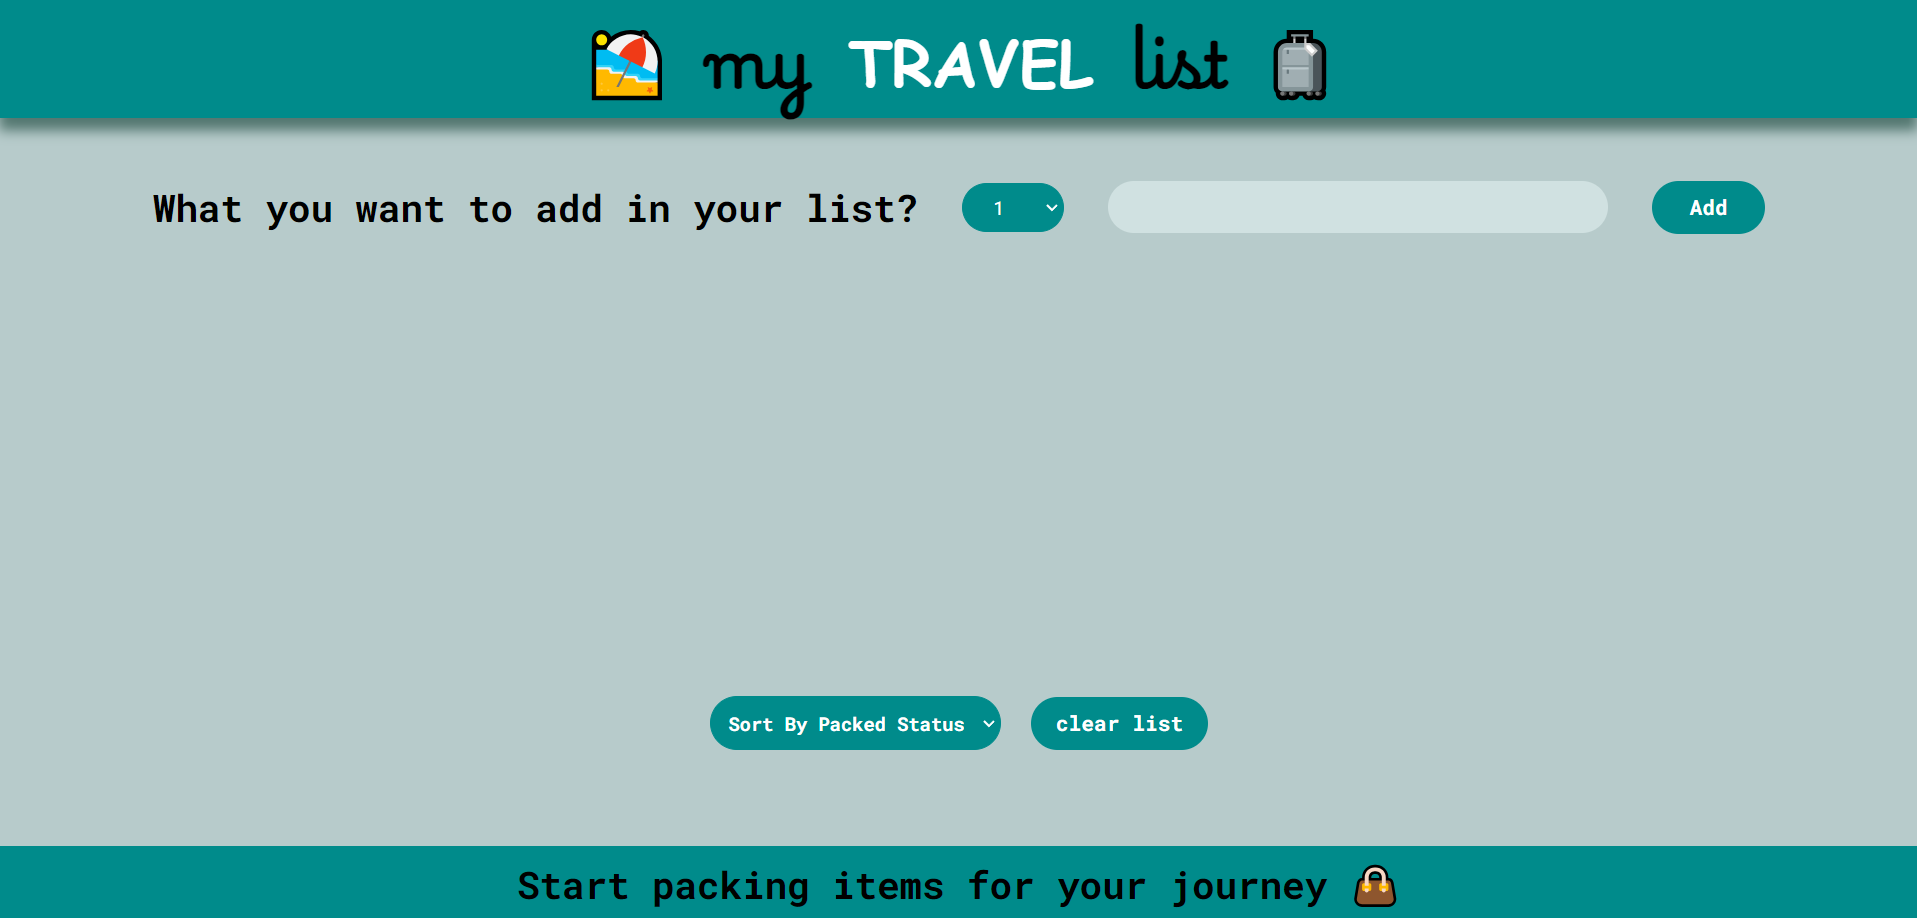 my TRAVEL list
What you want to add in your list? 1 Add
Sort By Packed Status clear list
Start packing items for your journey